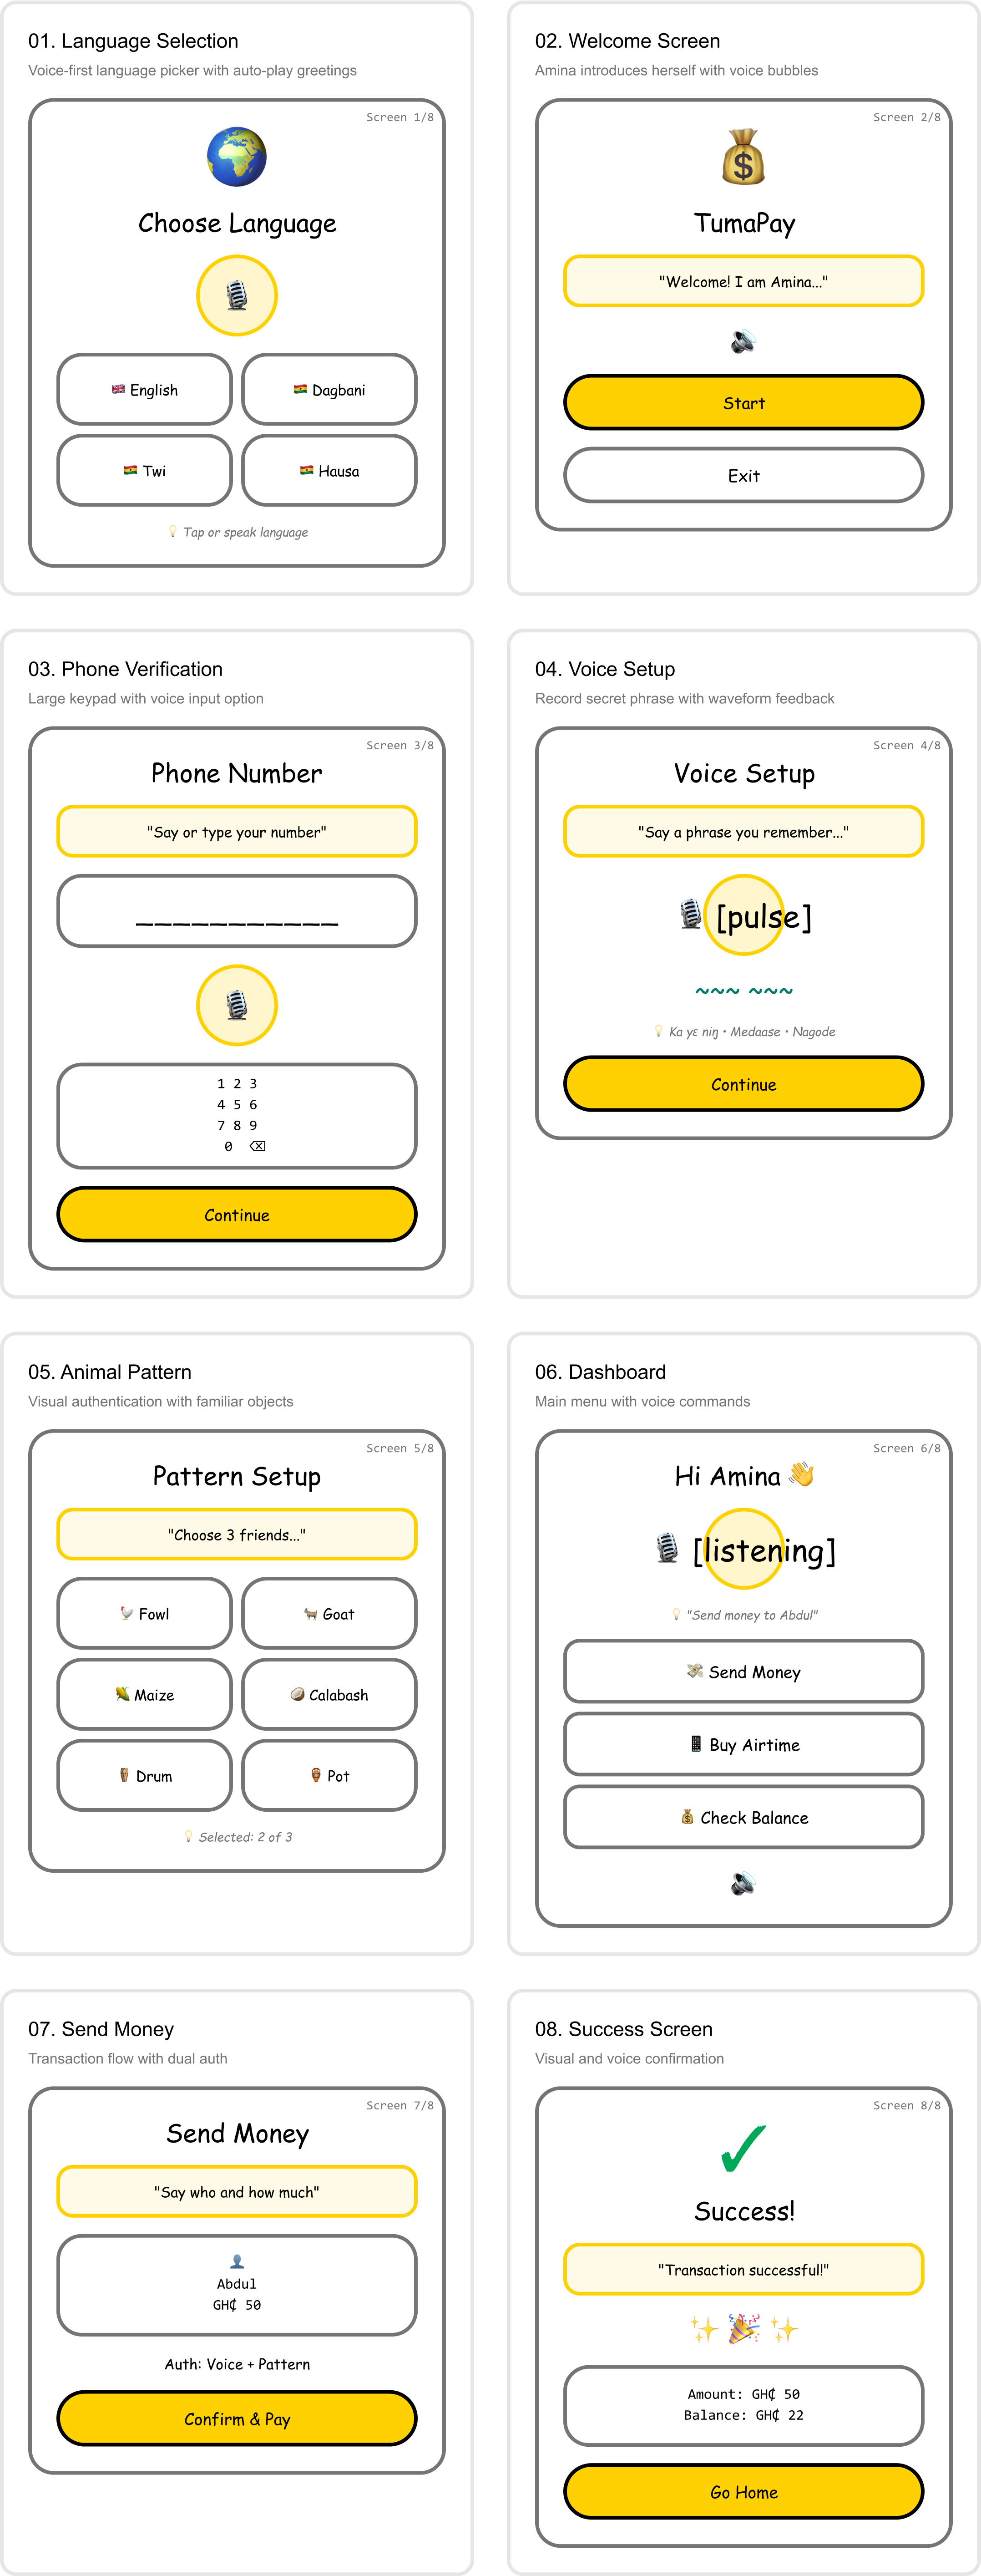 01. Language Selection
Voice-first language picker with auto-play greetings
Screen 1/8
Choose Language
English
Dagbani
Twi
Hausa
Tap or speak language
02. Welcome Screen
Amina introduces herself with voice bubbles
Screen 2/8
TumaPay
"Welcome! I am Amina..."
Start
Exit
03. Phone Verification
Large keypad with voice input option
Screen 3/8
Phone Number
"Say or type your number"
___________
1 2 3
4 5 6
7 8 9
0 ⌫
Continue
04. Voice Setup
Record secret phrase with waveform feedback
Screen 4/8
Voice Setup
"Say a phrase you remember..."
[pulse]
~~~ ~~~
Ka yɛ niŋ • Medaase • Nagode
Continue
05. Animal Pattern
Visual authentication with familiar objects
Screen 5/8
Pattern Setup
"Choose 3 friends..."
Fowl
Goat
Maize
Calabash
Drum
Pot
Selected: 2 of 3
06. Dashboard
Main menu with voice commands
Screen 6/8
Hi Amina 👋
[listening]
"Send money to Abdul"
Send Money
Buy Airtime
Check Balance
07. Send Money
Transaction flow with dual auth
Screen 7/8
Send Money
"Say who and how much"
Abdul
GH₵ 50
Auth: Voice + Pattern
Confirm & Pay
08. Success Screen
Visual and voice confirmation
Screen 8/8
✓
Success!
"Transaction successful!"
Amount: GH₵ 50
Balance: GH₵ 22
Go Home